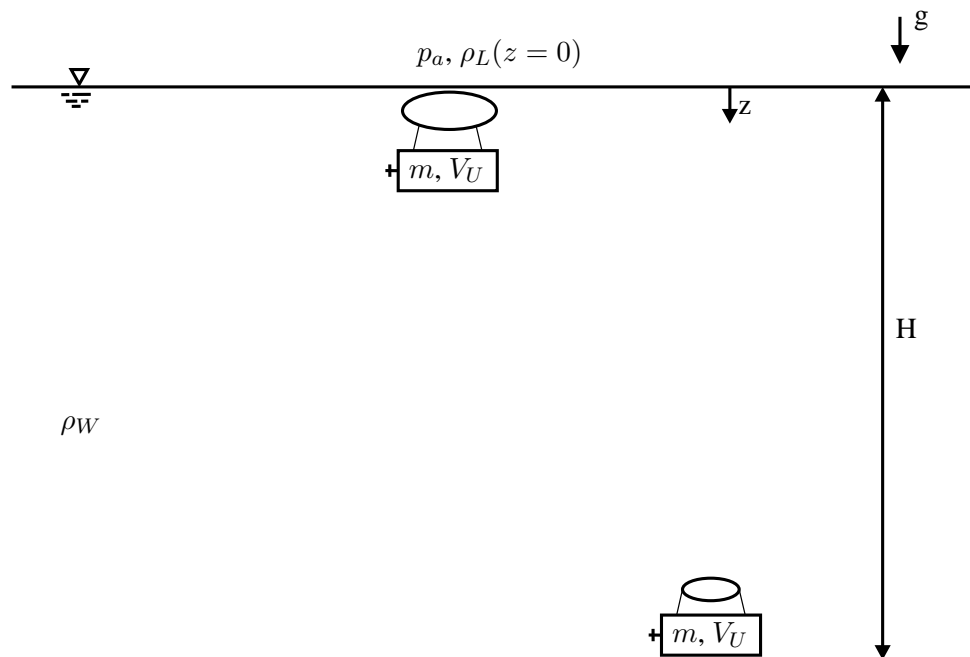 g
p_a, ρ_L(z = 0)
z
m, V_U
H
ρ_W
m, V_U